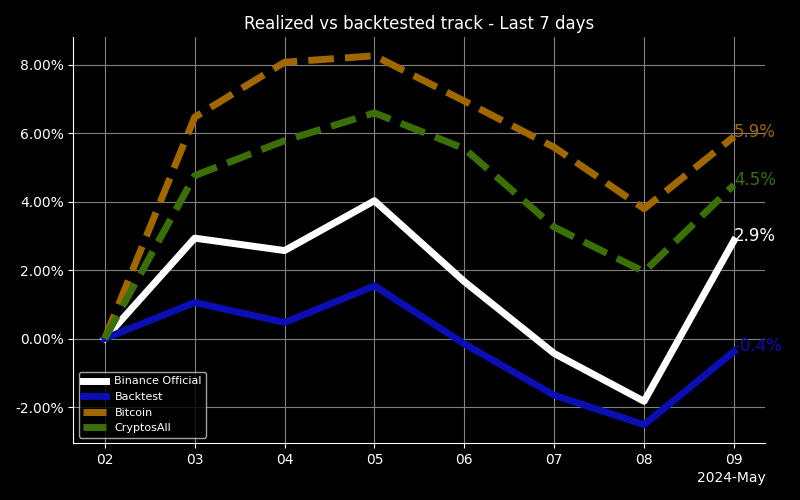 Realized vs backtested track - Last 7 days
8.00%
6.00%
4.00%
2.00%
0.00%
-2.00%
5.9%
4.5%
2.9%
-0.4%
Binance Official
Backtest
Bitcoin
CryptosAll
02 03 04 05 06 07 08 09
2024-May